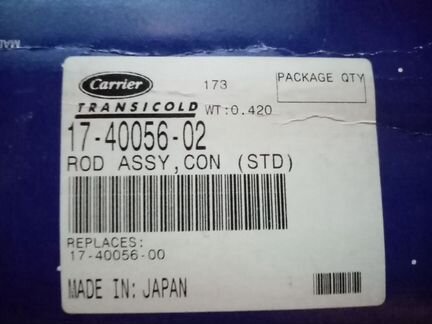 Carrier
TRANSICOLD
173
WT:0.420
PACKAGE QTY
17-40056-02
ROD ASSY,CON (STD)
REPLACES:
17-40056-00
MADE IN: JAPAN